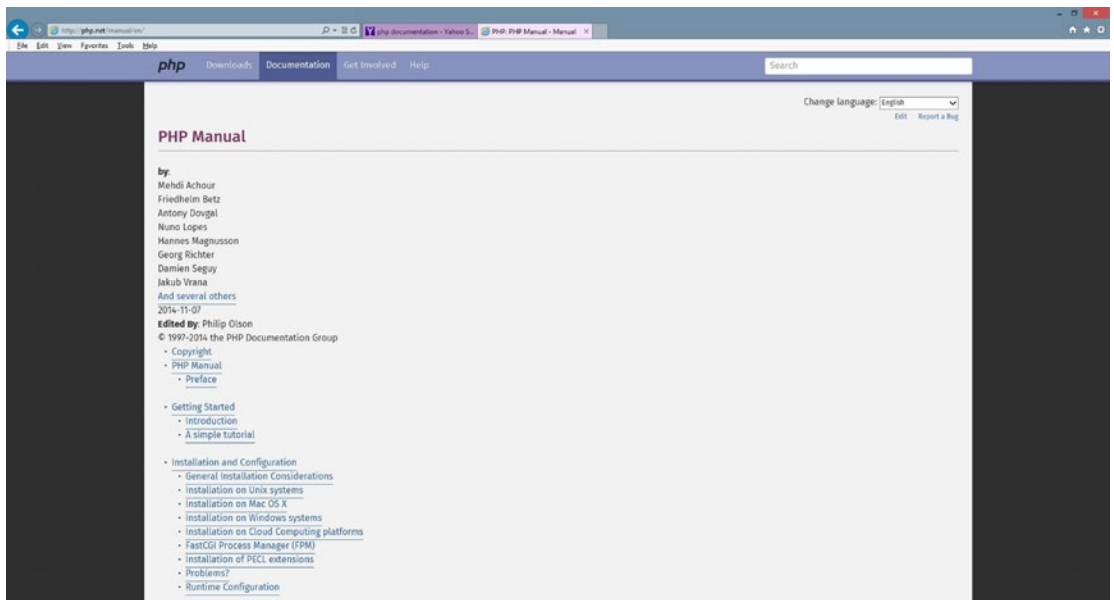 http://php.net/manual/en/
php documentation - Yahoo S...
PHP: PHP Manual - Manual
File Edit View Favorites Tools Help
php Downloads Documentation Get Involved Help
Search
Change language: English
Edit Report a Bug
PHP Manual
by:
Mehdi Achour
Friedhelm Betz
Antony Dovgal
Nuno Lopes
Hannes Magnusson
Georg Richter
Damien Seguy
Jakub Vrana
And several others
2014-11-07
Edited By: Philip Olson
© 1997-2014 the PHP Documentation Group
Copyright
PHP Manual
Preface
Getting Started
Introduction
A simple tutorial
Installation and Configuration
General Installation Considerations
Installation on Unix systems
Installation on Mac OS X
Installation on Windows systems
Installation on Cloud Computing platforms
FastCGI Process Manager (FPM)
Installation of PECL extensions
Problems?
Runtime Configuration